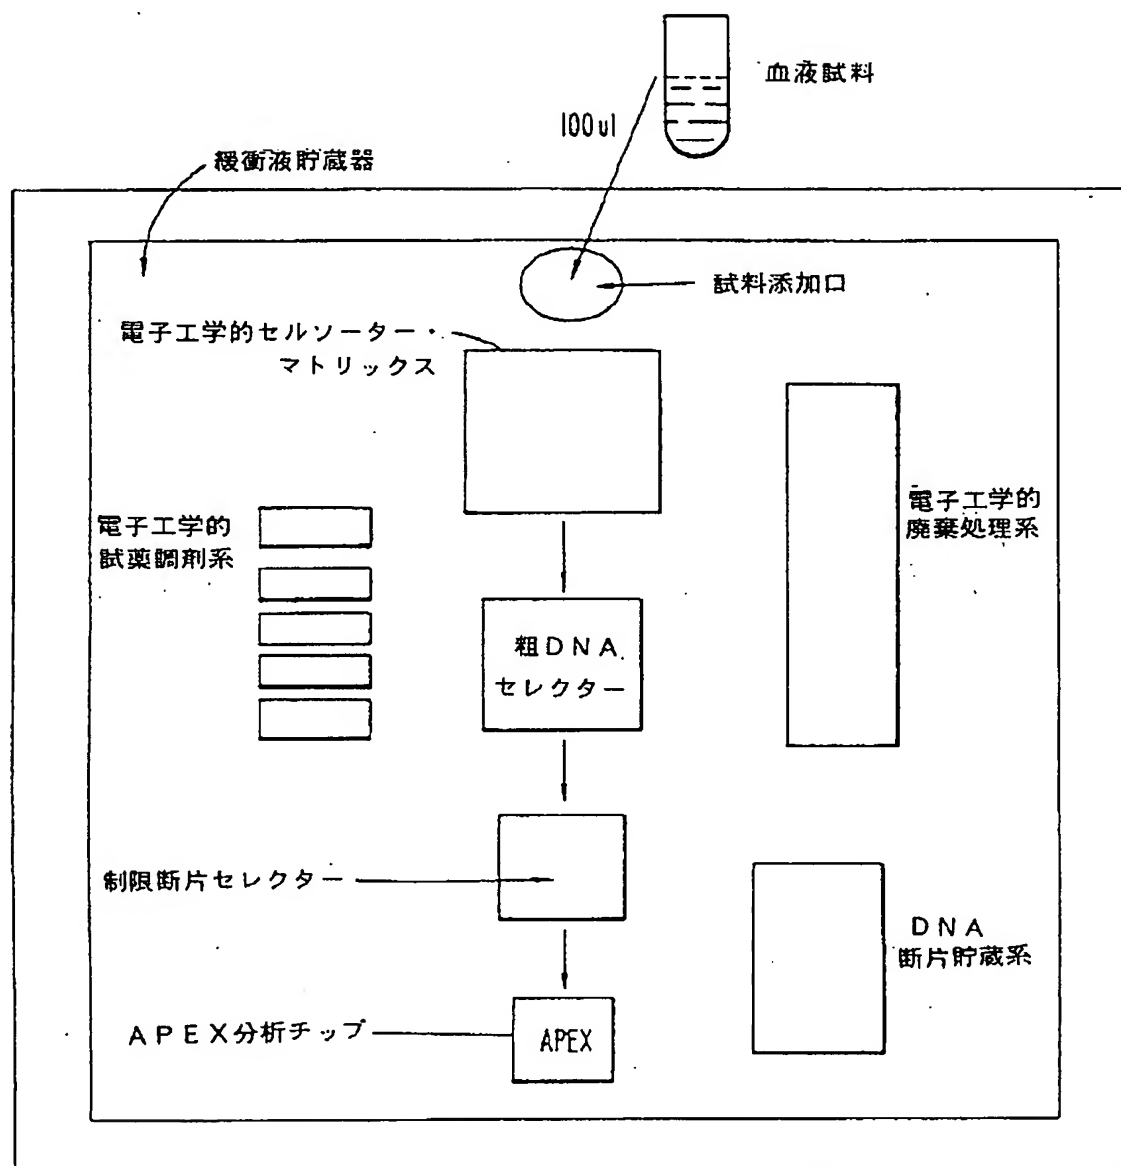 血液試料
100ul
緩衝液貯蔵器
試料添加口
電子工学的セルソーター・
マトリックス
電子工学的
試薬調剤系
電子工学的
廃棄処理系
粗DNA
セレクター
制限断片セレクター
DNA
断片貯蔵系
APEX分析チップ
APEX